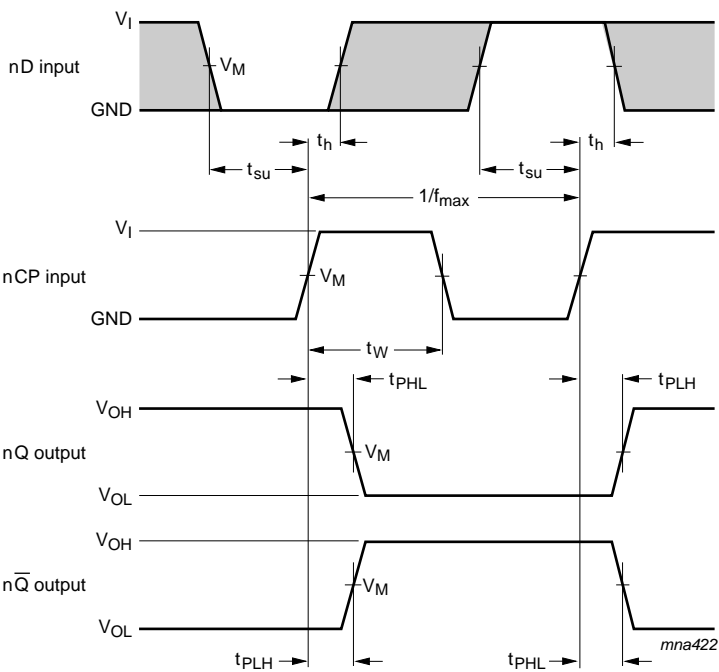 V_I
nD input
V_M
GND
t_h
t_h
t_su
t_su
1/f_max
V_I
nCP input
V_M
GND
t_W
t_PHL
t_PLH
V_OH
nQ output
V_M
V_OL
V_OH
nQ̅ output
V_M
V_OL
t_PLH
t_PHL
mna422